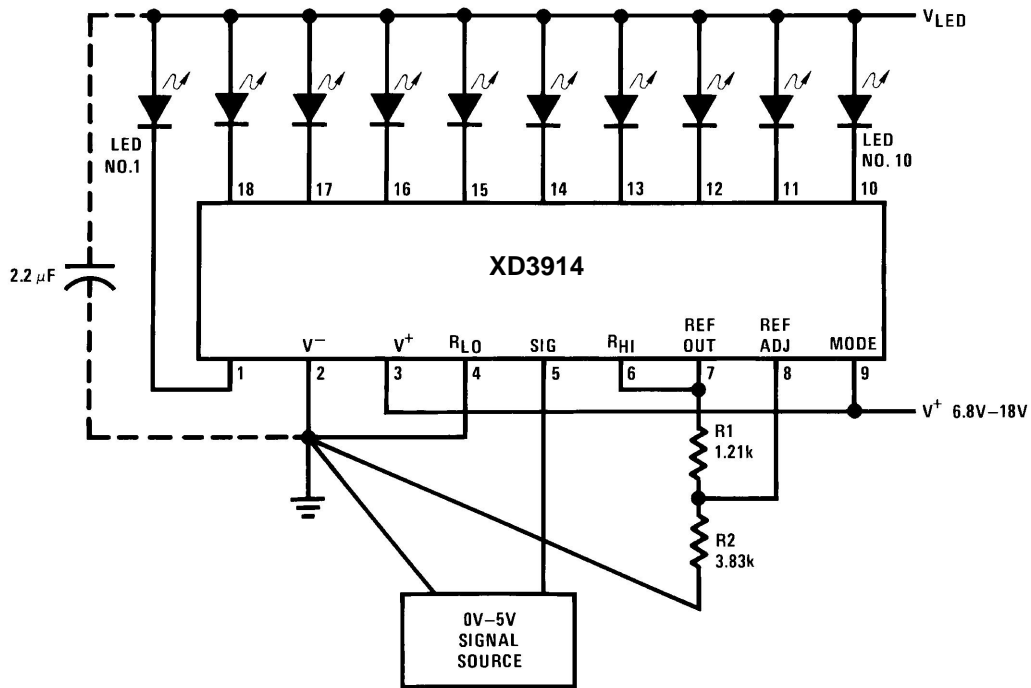 V LED
LED
NO.1
LED
NO. 10
18
17
16
15
14
13
12
11
10
2.2 μF
XD3914
V−
V+
RLO
SIG
RHI
REF
OUT
REF
ADJ
MODE
1
2
3
4
5
6
7
8
9
V+ 6.8V–18V
R1
1.21k
R2
3.83k
0V–5V
SIGNAL
SOURCE